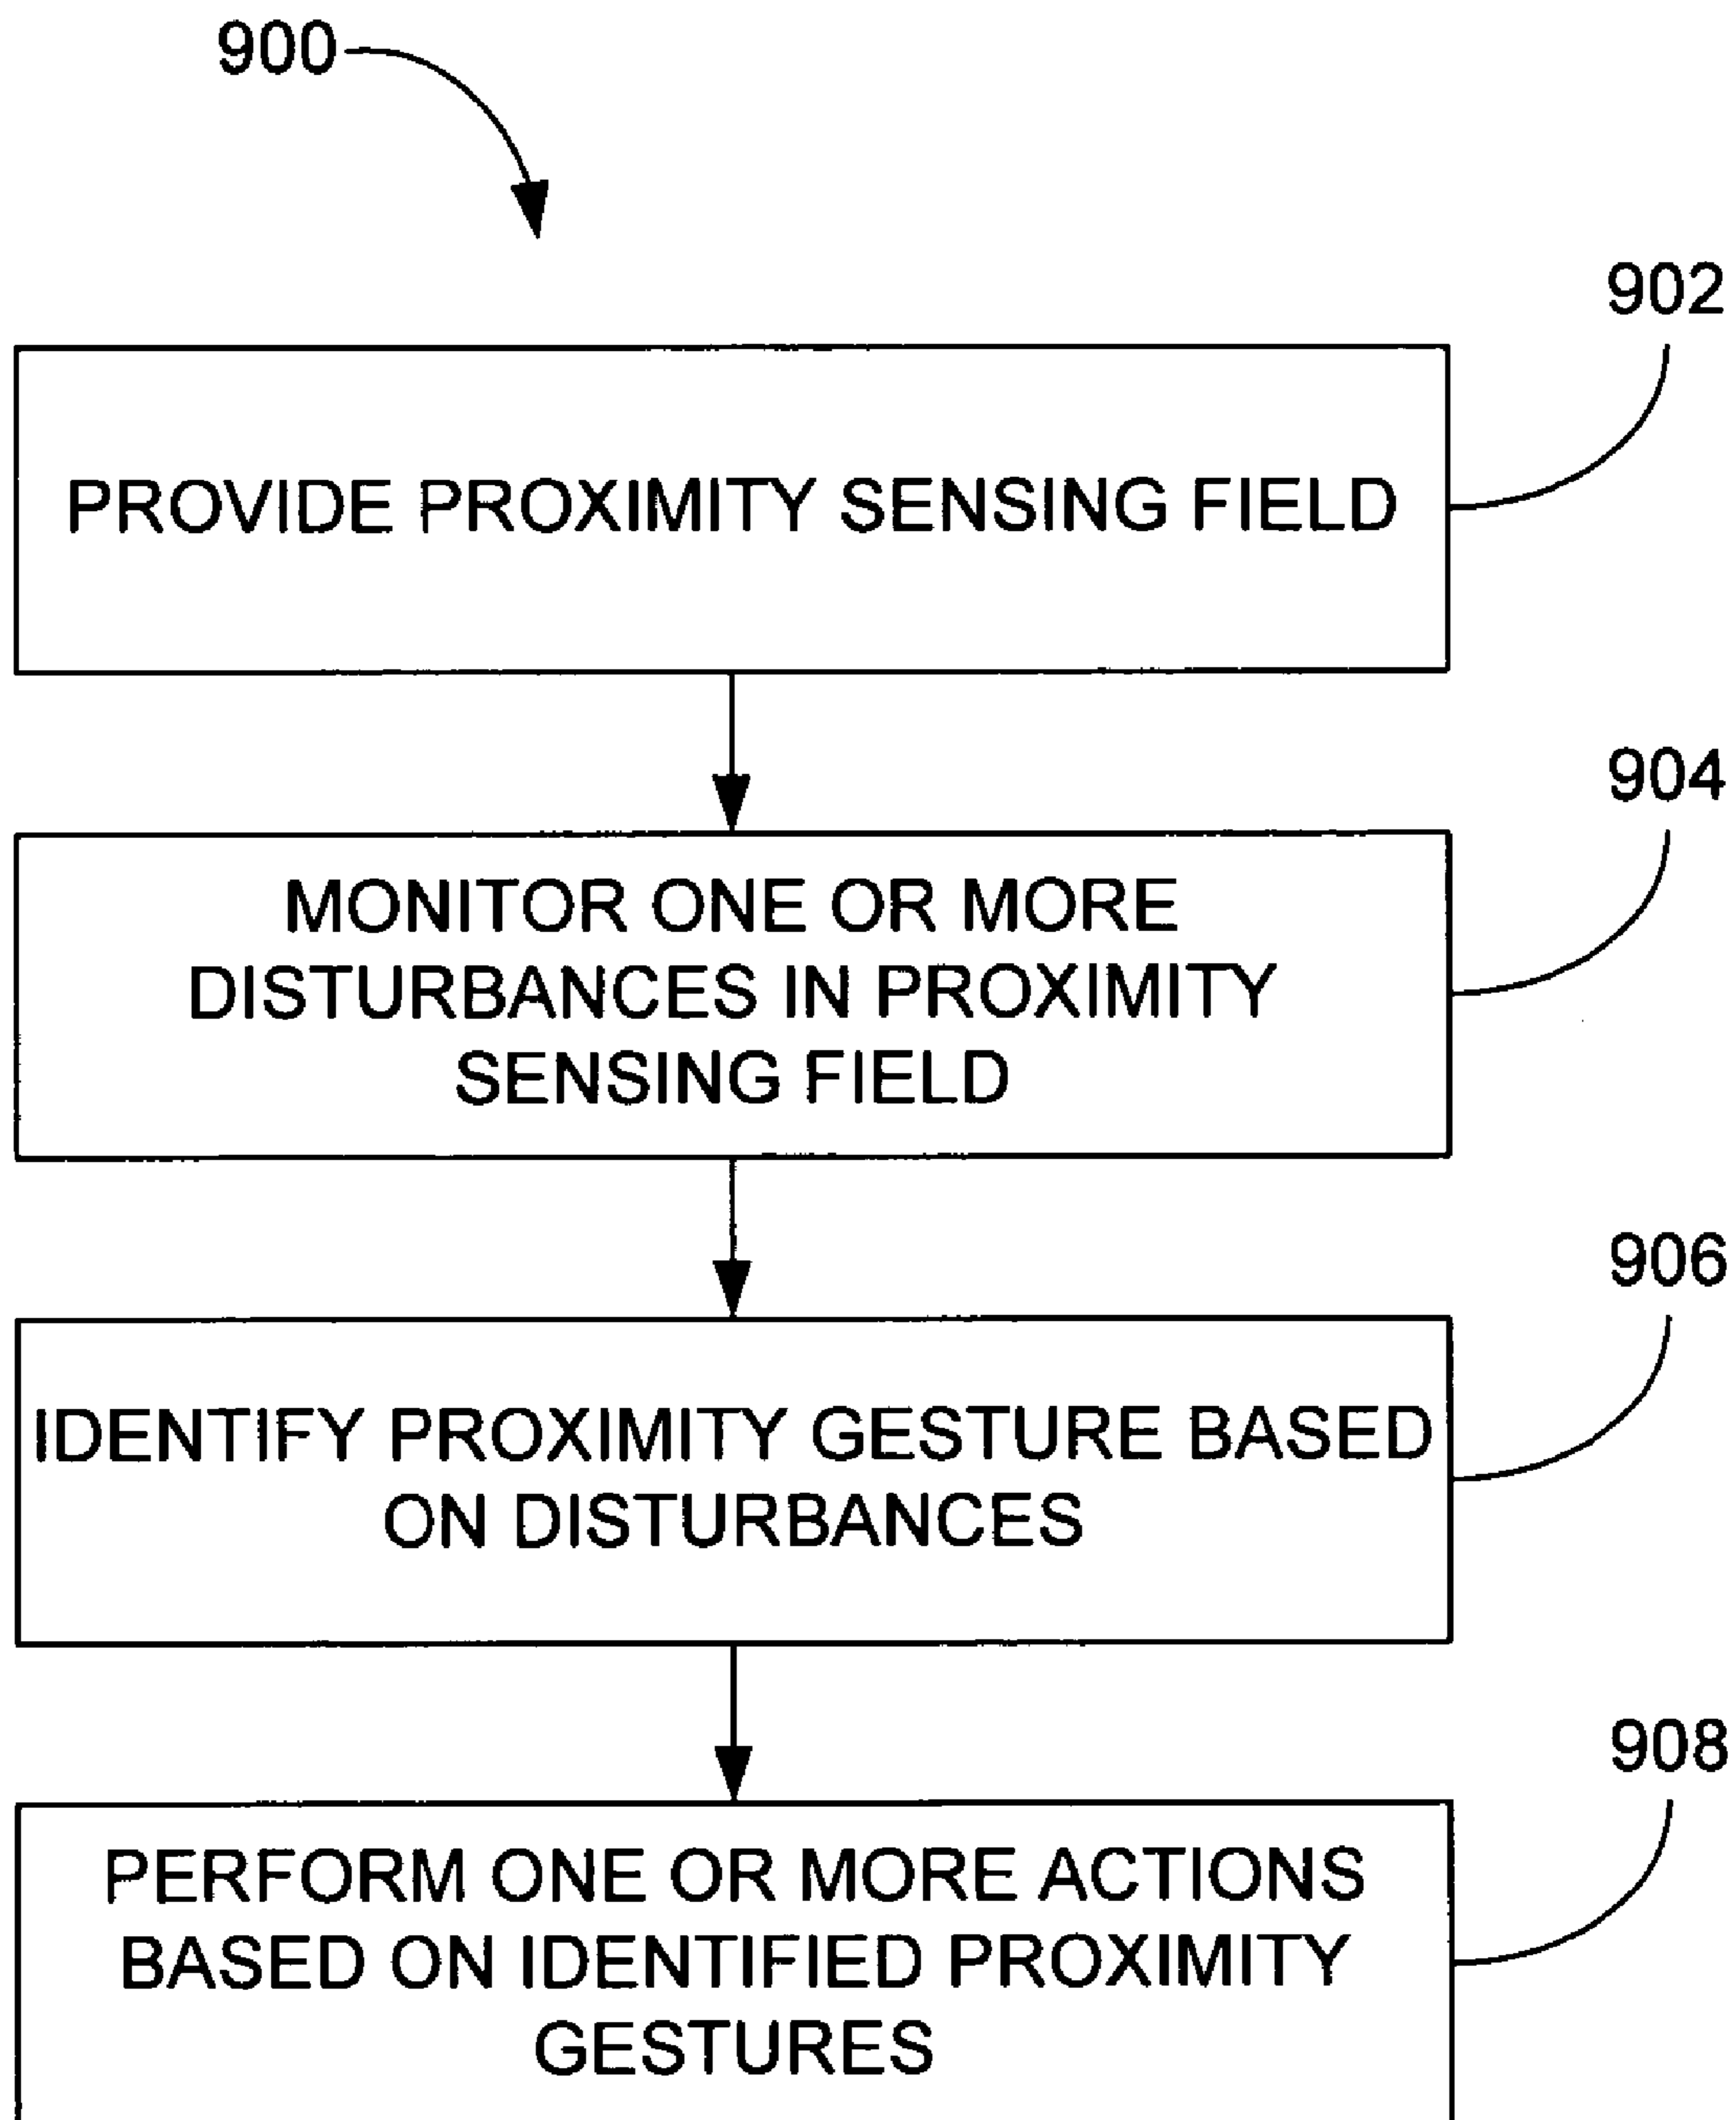 900
902
PROVIDE PROXIMITY SENSING FIELD
904
MONITOR ONE OR MORE
DISTURBANCES IN PROXIMITY
SENSING FIELD
906
IDENTIFY PROXIMITY GESTURE BASED
ON DISTURBANCES
908
PERFORM ONE OR MORE ACTIONS
BASED ON IDENTIFIED PROXIMITY
GESTURES